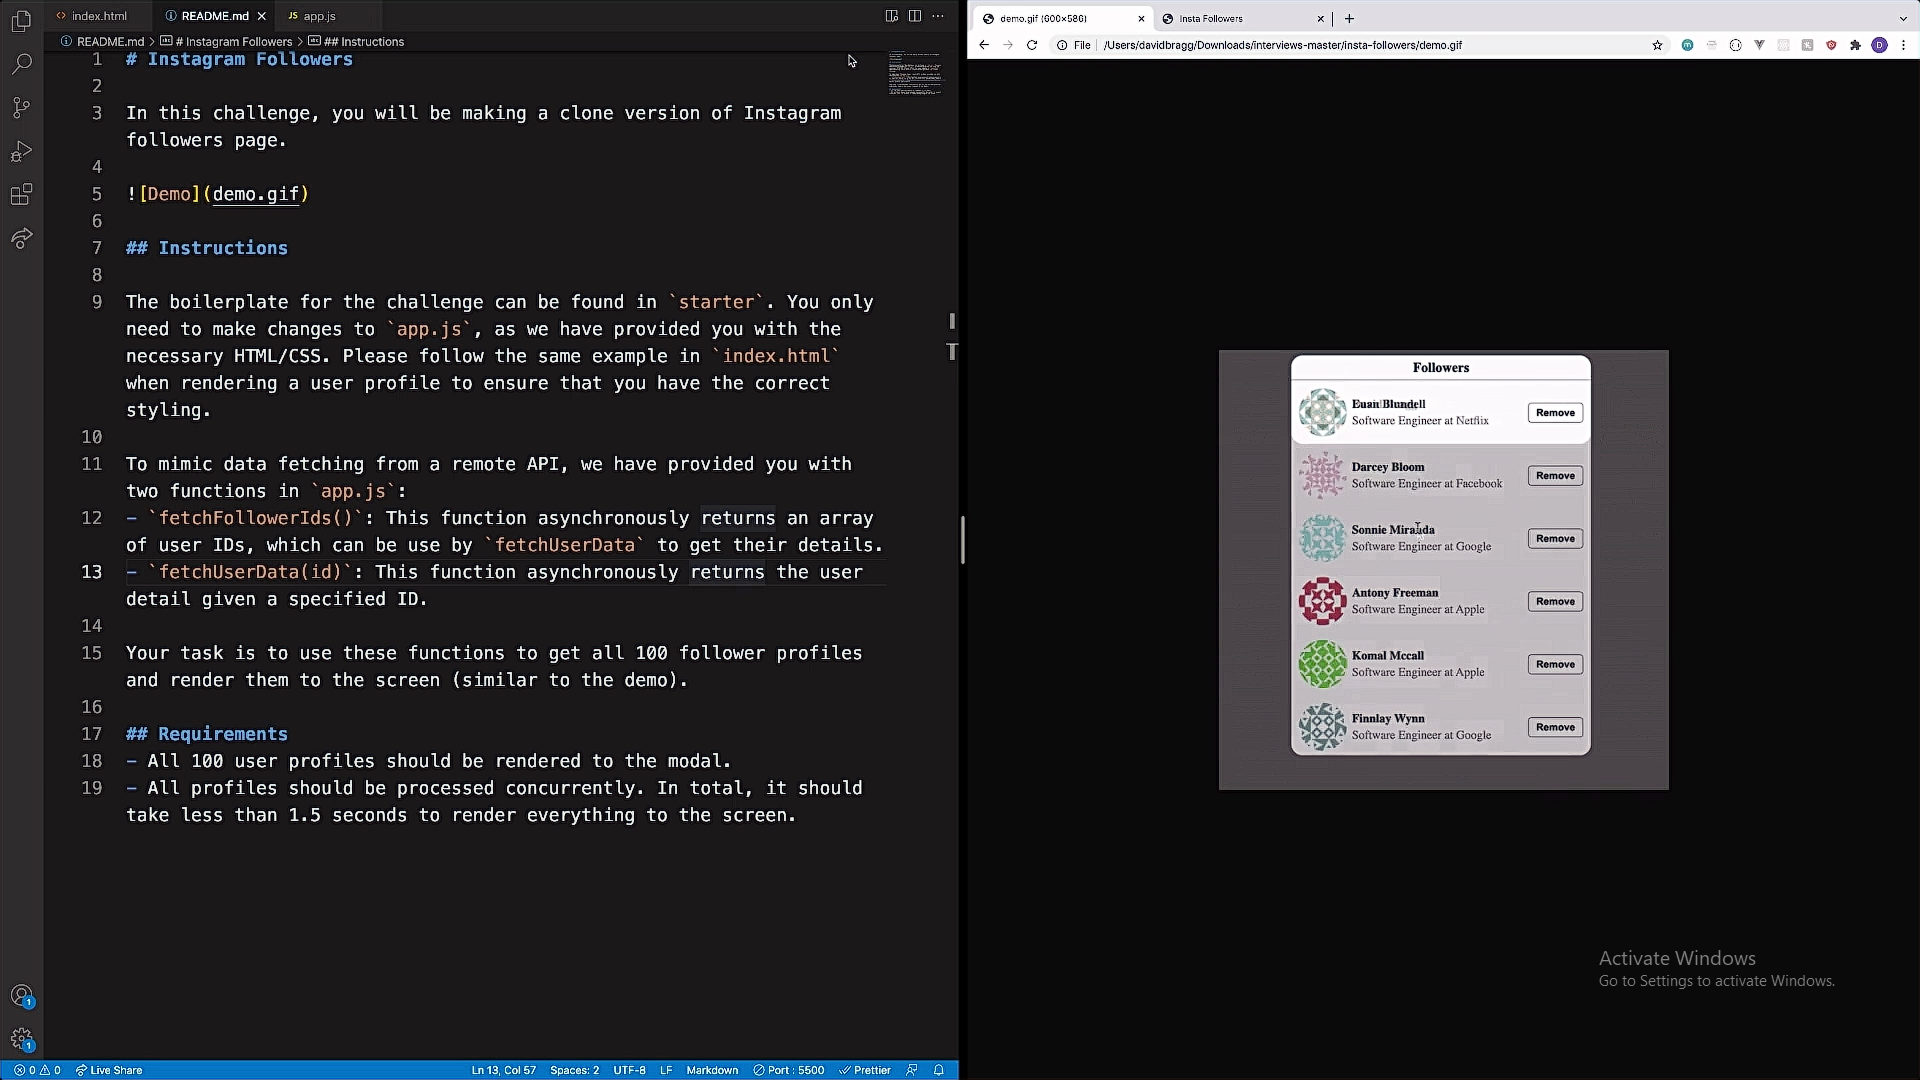 index.html
README.md
app.js
README.md > # Instagram Followers > ## Instructions
1 # Instagram Followers
2
3 In this challenge, you will be making a clone version of Instagram
followers page.
4
5 ![Demo](demo.gif)
6
7 ## Instructions
8
9 The boilerplate for the challenge can be found in `starter`. You only
need to make changes to `app.js`, as we have provided you with the
necessary HTML/CSS. Please follow the same example in `index.html`
when rendering a user profile to ensure that you have the correct
styling.
10
11 To mimic data fetching from a remote API, we have provided you with
two functions in `app.js`:
12 - `fetchFollowerIds()`: This function asynchronously returns an array
of user IDs, which can be use by `fetchUserData` to get their details.
13 - `fetchUserData(id)`: This function asynchronously returns the user
detail given a specified ID.
14
15 Your task is to use these functions to get all 100 follower profiles
and render them to the screen (similar to the demo).
16
17 ## Requirements
18 - All 100 user profiles should be rendered to the modal.
19 - All profiles should be processed concurrently. In total, it should
take less than 1.5 seconds to render everything to the screen.
1
1
0 0 Live Share Ln 13, Col 57 Spaces: 2 UTF-8 LF Markdown Port : 5500 Prettier
demo.gif (600×586)
Insta Followers
File /Users/davidbragg/Downloads/interviews-master/insta-followers/demo.gif
D
Followers
Euan Blundell
Software Engineer at Netflix
Remove
Darcey Bloom
Software Engineer at Facebook
Remove
Sonnie Miranda
Software Engineer at Google
Remove
Antony Freeman
Software Engineer at Apple
Remove
Komal Mccall
Software Engineer at Apple
Remove
Finnlay Wynn
Software Engineer at Google
Remove
Activate Windows
Go to Settings to activate Windows.